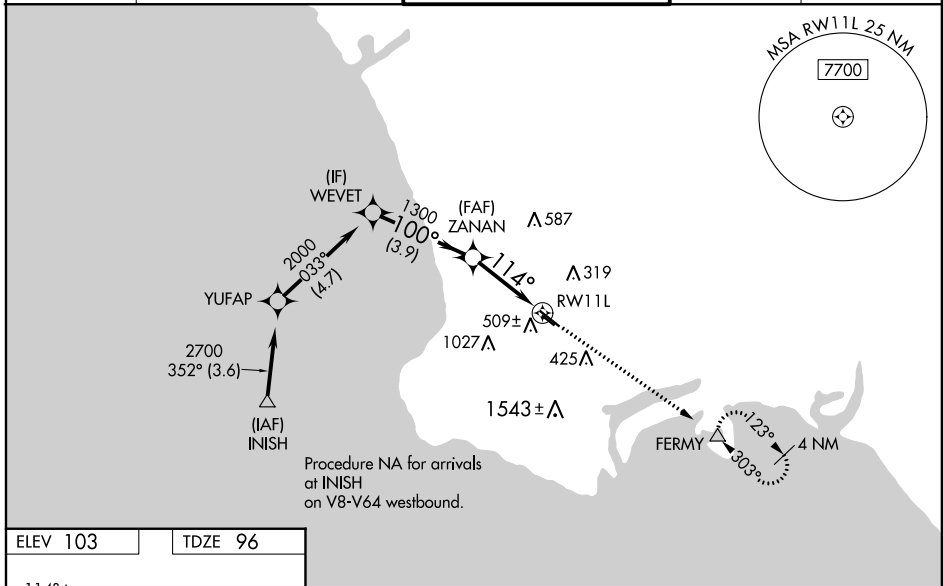 MSA RW11L 25 NM
7700
(IF)
WEVET
1300
100°
(3.9)
(FAF)
ZANAN
587
2000
033°
(4.7)
114°
319
YUFAP
RW11L
509±
1027
425
2700
352° (3.6)
1543±
(IAF)
INISH
FERMY
123°
4 NM
303°
Procedure NA for arrivals
at INISH
on V8-V64 westbound.
ELEV 103
TDZE 96